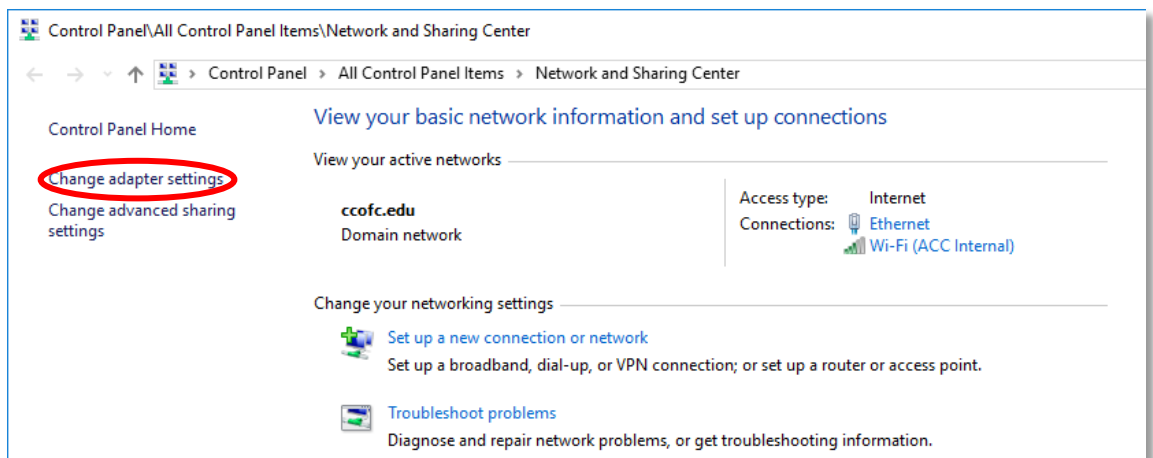 Control Panel\All Control Panel Items\Network and Sharing Center
Control Panel > All Control Panel Items > Network and Sharing Center
Control Panel Home
Change adapter settings
Change advanced sharing
settings
View your basic network information and set up connections
View your active networks
ccofc.edu
Domain network
Access type: Internet
Connections: Ethernet
Wi-Fi (ACC Internal)
Change your networking settings
Set up a new connection or network
Set up a broadband, dial-up, or VPN connection; or set up a router or access point.
Troubleshoot problems
Diagnose and repair network problems, or get troubleshooting information.